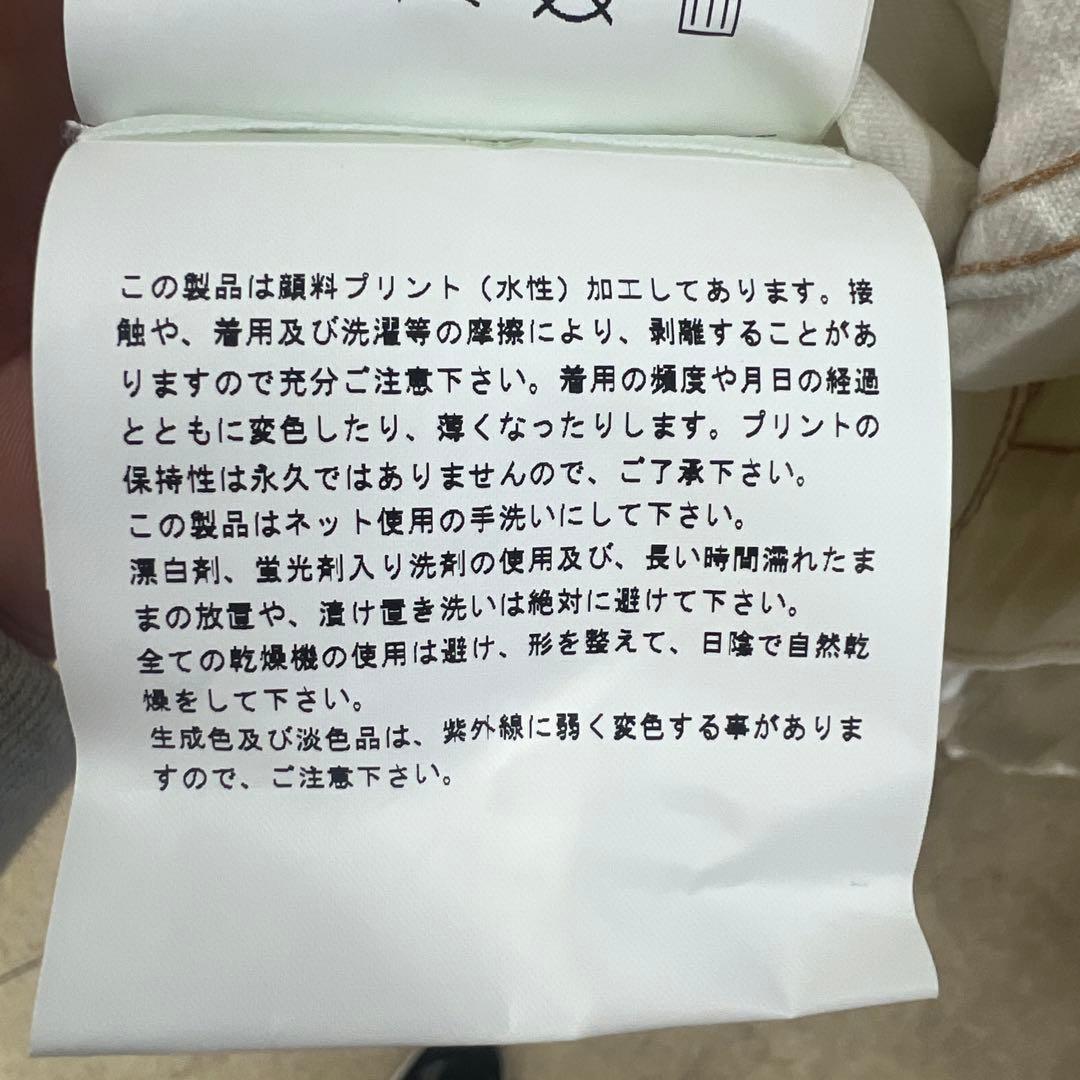 この製品は顔料プリント（水性）加工してあります。接
触や、着用及び洗濯等の摩擦により、剥離することがあ
りますので充分ご注意下さい。着用の頻度や月日の経過
とともに変色したり、薄くなったりします。プリントの
保持性は永久ではありませんので、ご了承下さい。
この製品はネット使用の手洗いにして下さい。
漂白剤、蛍光剤入り洗剤の使用及び、長い時間濡れたま
まの放置や、漬け置き洗いは絶対に避けて下さい。
全ての乾燥機の使用は避け、形を整えて、日陰で自然乾
燥をして下さい。
生成色及び淡色品は、紫外線に弱く変色する事がありま
すので、ご注意下さい。